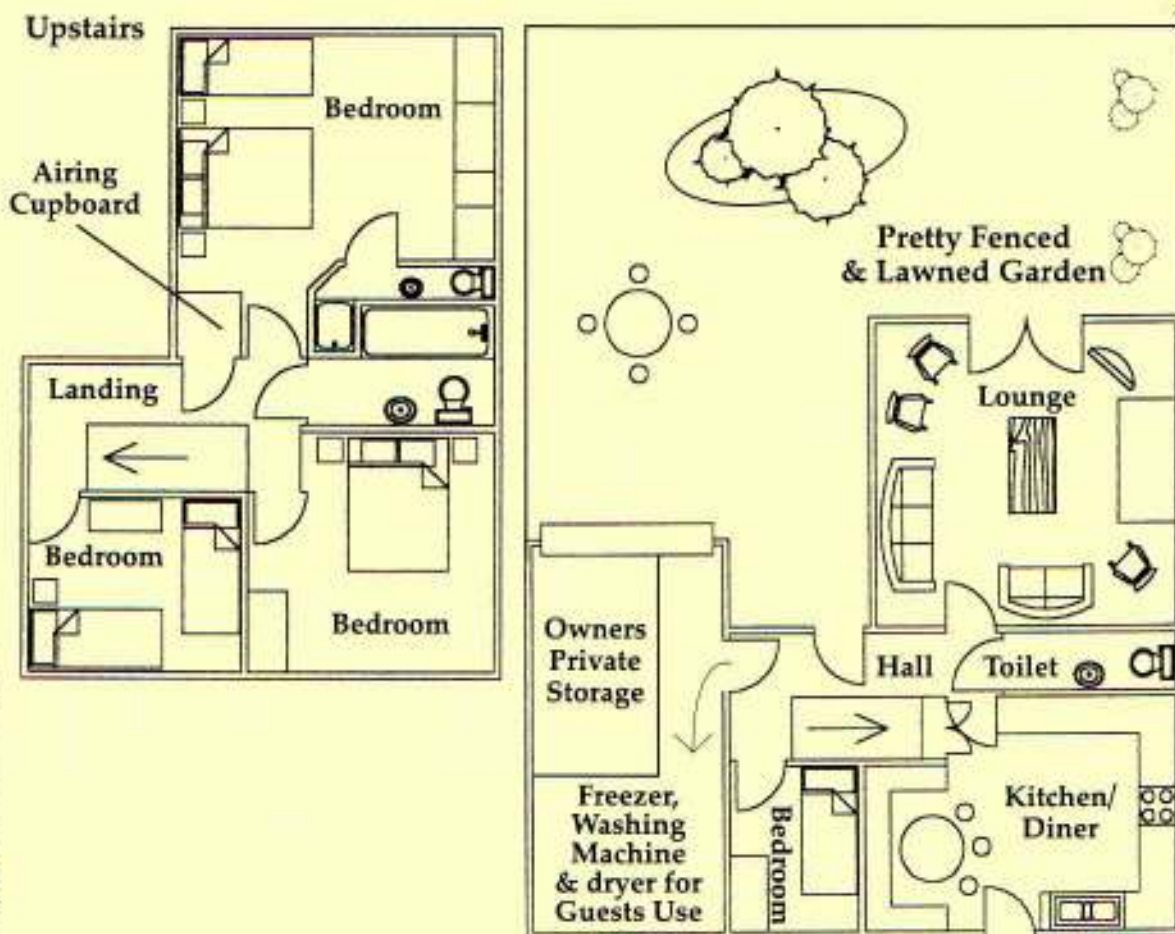 Upstairs
Bedroom
Airing
Cupboard
Landing
Bedroom
Bedroom
Pretty Fenced
& Lawned Garden
Lounge
Owners
Private
Storage
Hall
Toilet
Freezer,
Washing
Machine
& dryer for
Guests Use
Bedroom
Kitchen/
Diner